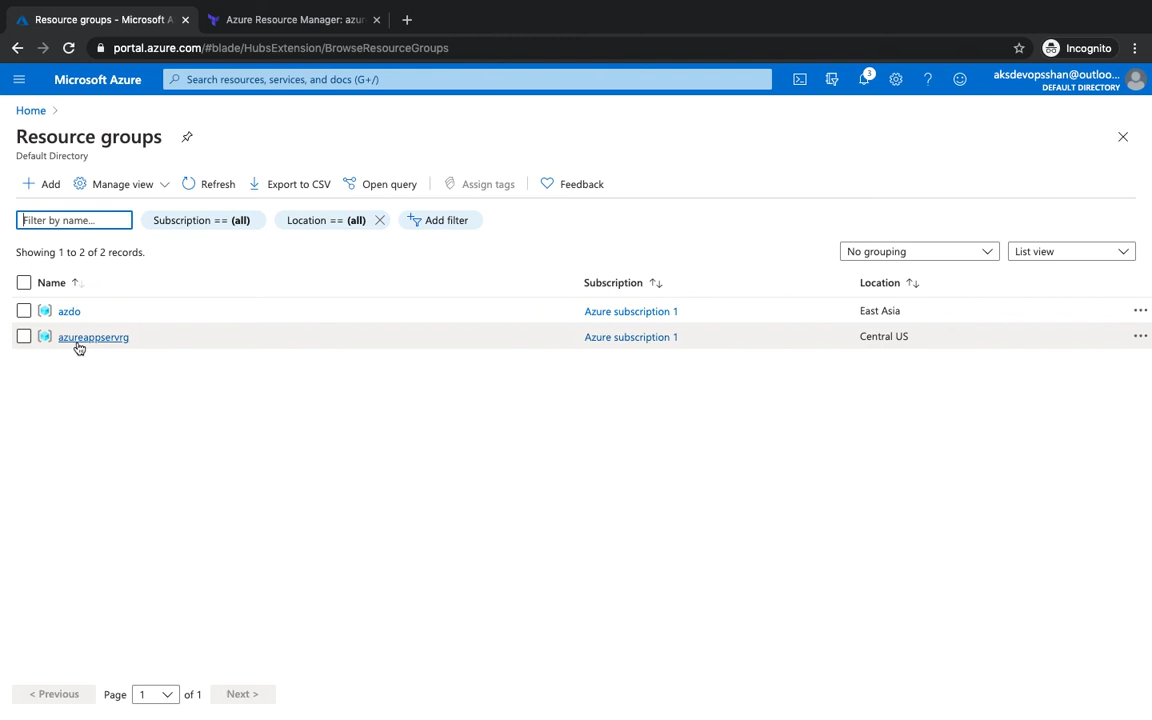 Resource groups - Microsoft A
Azure Resource Manager: azur
portal.azure.com/#blade/HubsExtension/BrowseResourceGroups
Incognito
Microsoft Azure
Search resources, services, and docs (G+/)
3
aksdevopsshan@outloo...
DEFAULT DIRECTORY
Home
Resource groups
Default Directory
Add
Manage view
Refresh
Export to CSV
Open query
Assign tags
Feedback
Filter by name...
Subscription == (all)
Location == (all)
Add filter
Showing 1 to 2 of 2 records.
No grouping
List view
Name
Subscription
Location
azdo
Azure subscription 1
East Asia
azureappservrg
Azure subscription 1
Central US
< Previous
Page
1
of 1
Next >